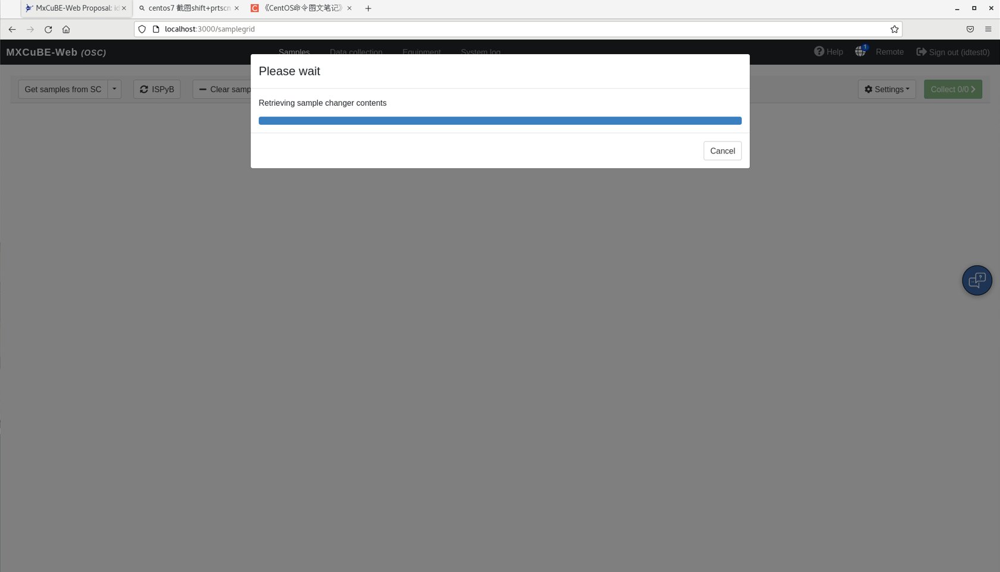 MxCuBE-Web Proposal: id
centos7 截图shift+prtscn
《CentOS命令图文笔记》
localhost:3000/samplegrid
MXCuBE-Web (OSC)
Samples
Data collection
Equipment
System log
Help
1
Remote
Sign out (idtest0)
Get samples from SC
ISPyB
Clear samp
Settings
Collect 0/0
Please wait
Retrieving sample changer contents
Cancel